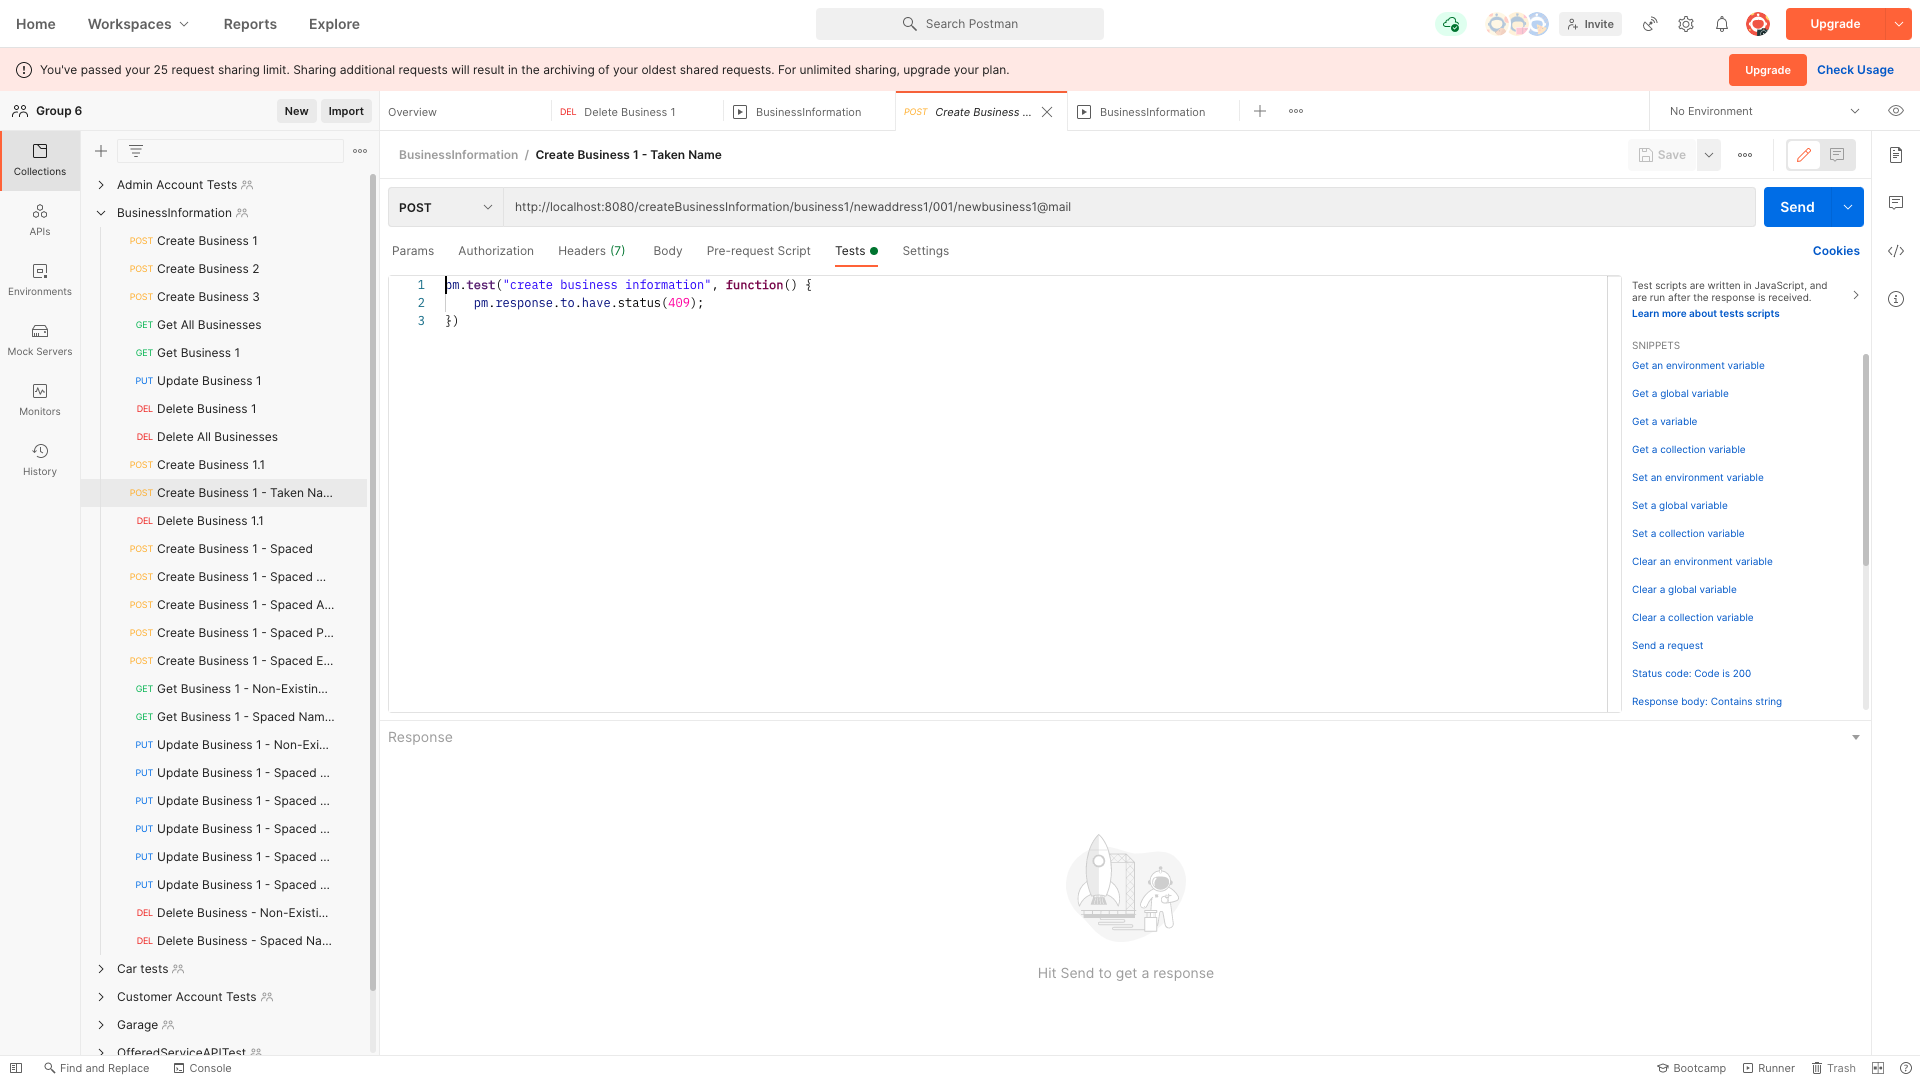 Home
Workspaces
Reports
Explore
Search Postman
Invite
Upgrade
You've passed your 25 request sharing limit. Sharing additional requests will result in the archiving of your oldest shared requests. For unlimited sharing, upgrade your plan.
Upgrade
Check Usage
Group 6
New
Import
Overview
DEL Delete Business 1
BusinessInformation
POST Create Business ...
BusinessInformation
No Environment
Collections
APIs
Environments
Mock Servers
Monitors
History
Admin Account Tests
BusinessInformation
POST Create Business 1
POST Create Business 2
POST Create Business 3
GET Get All Businesses
GET Get Business 1
PUT Update Business 1
DEL Delete Business 1
DEL Delete All Businesses
POST Create Business 1.1
POST Create Business 1 - Taken Na...
DEL Delete Business 1.1
POST Create Business 1 - Spaced
POST Create Business 1 - Spaced ...
POST Create Business 1 - Spaced A...
POST Create Business 1 - Spaced P...
POST Create Business 1 - Spaced E...
GET Get Business 1 - Non-Existin...
GET Get Business 1 - Spaced Nam...
PUT Update Business 1 - Non-Exi...
PUT Update Business 1 - Spaced ...
PUT Update Business 1 - Spaced ...
PUT Update Business 1 - Spaced ...
PUT Update Business 1 - Spaced ...
PUT Update Business 1 - Spaced ...
DEL Delete Business - Non-Existi...
DEL Delete Business - Spaced Na...
Car tests
Customer Account Tests
Garage
OfferedServiceAPITest
BusinessInformation / Create Business 1 - Taken Name
Save
POST
http://localhost:8080/createBusinessInformation/business1/newaddress1/001/newbusiness1@mail
Send
Params
Authorization
Headers (7)
Body
Pre-request Script
Tests
Settings
Cookies
1 pm.test("create business information", function() {
2 pm.response.to.have.status(409);
3 })
Test scripts are written in JavaScript, and
are run after the response is received.
Learn more about tests scripts
SNIPPETS
Get an environment variable
Get a global variable
Get a variable
Get a collection variable
Set an environment variable
Set a global variable
Set a collection variable
Clear an environment variable
Clear a global variable
Clear a collection variable
Send a request
Status code: Code is 200
Response body: Contains string
Response
Hit Send to get a response
Find and Replace
Console
Bootcamp
Runner
Trash